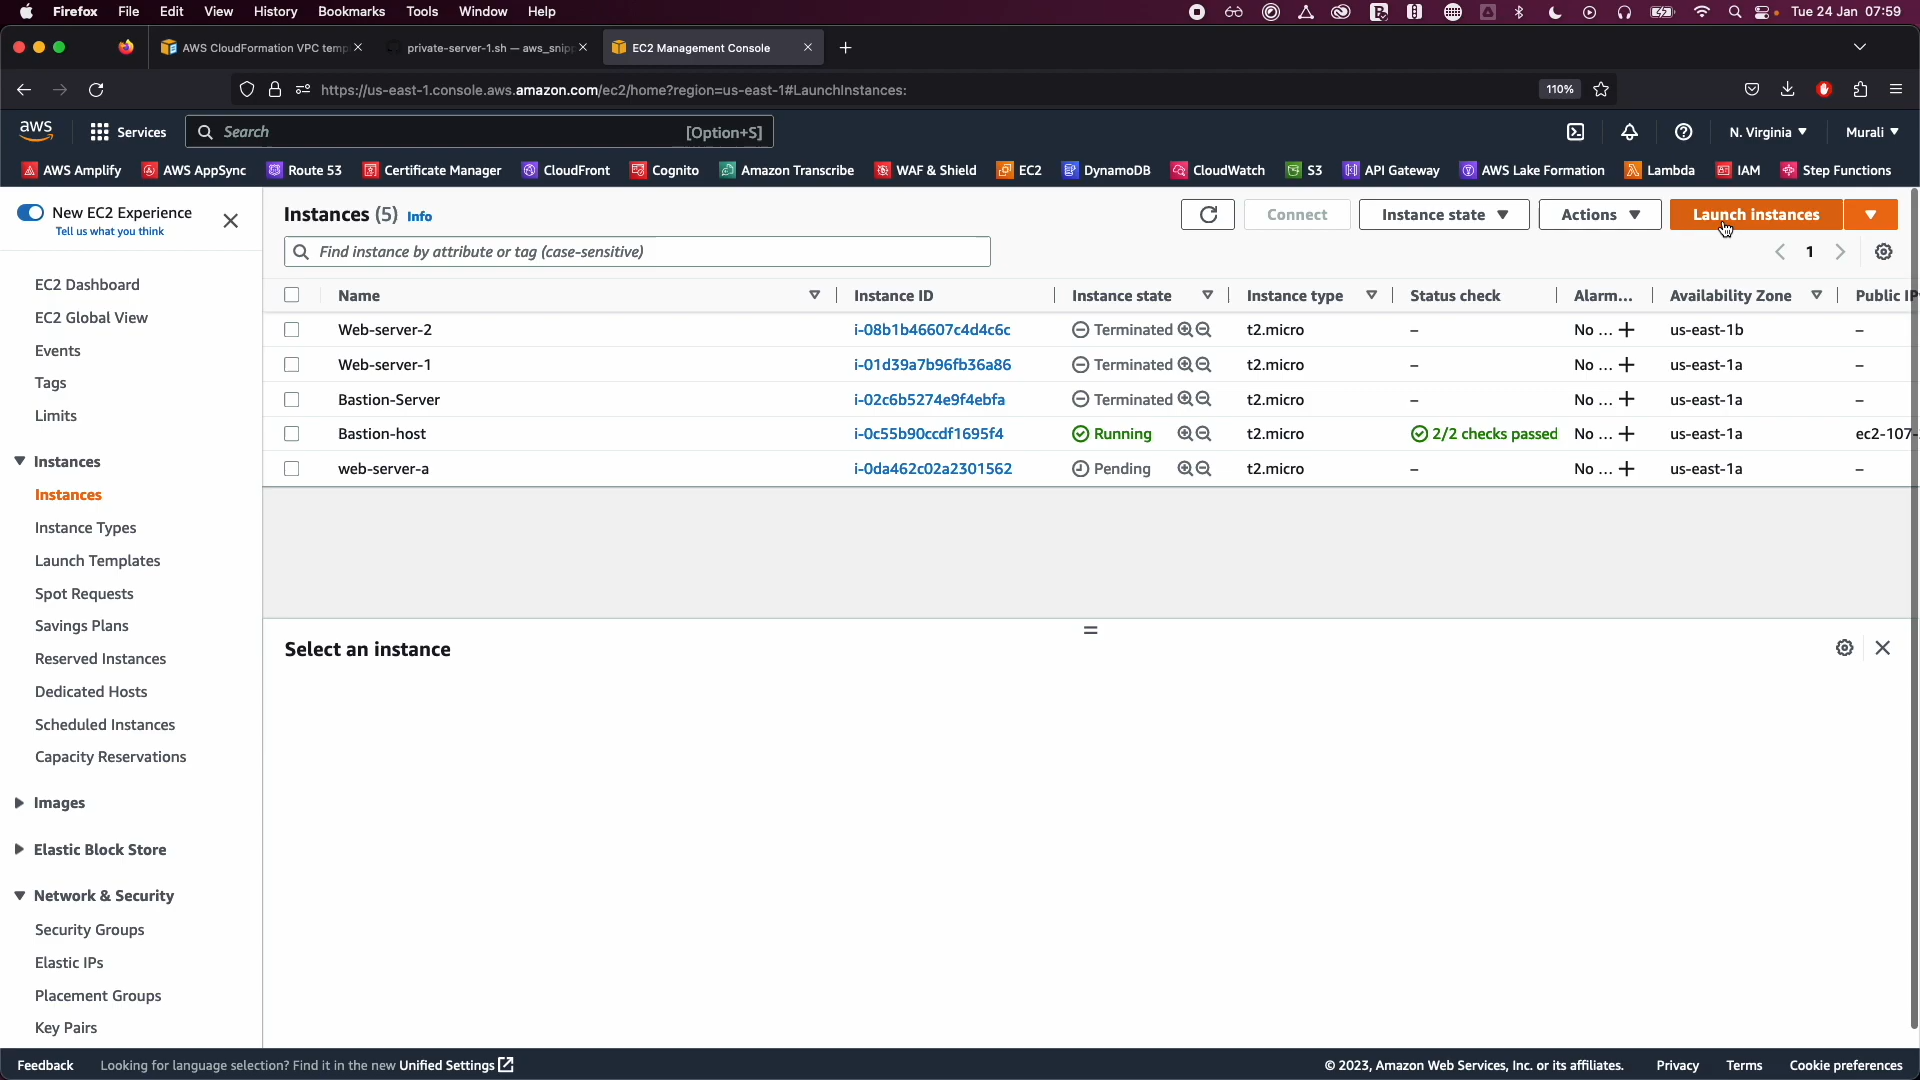 Firefox File Edit View History Bookmarks Tools Window Help Tue 24 Jan 07:59
AWS CloudFormation VPC temp private-server-1.sh — aws_snipp EC2 Management Console
https://us-east-1.console.aws.amazon.com/ec2/home?region=us-east-1#LaunchInstances: 110%
aws Services Search [Option+S] N. Virginia Murali
AWS Amplify AWS AppSync Route 53 Certificate Manager CloudFront Cognito Amazon Transcribe WAF & Shield EC2 DynamoDB CloudWatch S3 API Gateway AWS Lake Formation Lambda IAM Step Functions
New EC2 Experience
Tell us what you think
EC2 Dashboard
EC2 Global View
Events
Tags
Limits
Instances
Instances
Instance Types
Launch Templates
Spot Requests
Savings Plans
Reserved Instances
Dedicated Hosts
Scheduled Instances
Capacity Reservations
Images
Elastic Block Store
Network & Security
Security Groups
Elastic IPs
Placement Groups
Key Pairs
Instances (5) Info Connect Instance state Actions Launch instances
Find instance by attribute or tag (case-sensitive) 1
Name Instance ID Instance state Instance type Status check Alarm... Availability Zone Public IP
Web-server-2 i-08b1b46607c4d4c6c Terminated t2.micro – No ... us-east-1b –
Web-server-1 i-01d39a7b96fb36a86 Terminated t2.micro – No ... us-east-1a –
Bastion-Server i-02c6b5274e9f4ebfa Terminated t2.micro – No ... us-east-1a –
Bastion-host i-0c55b90ccdf1695f4 Running t2.micro 2/2 checks passed No ... us-east-1a ec2-107-
web-server-a i-0da462c02a2301562 Pending t2.micro – No ... us-east-1a –
Select an instance
Feedback Looking for language selection? Find it in the new Unified Settings © 2023, Amazon Web Services, Inc. or its affiliates. Privacy Terms Cookie preferences